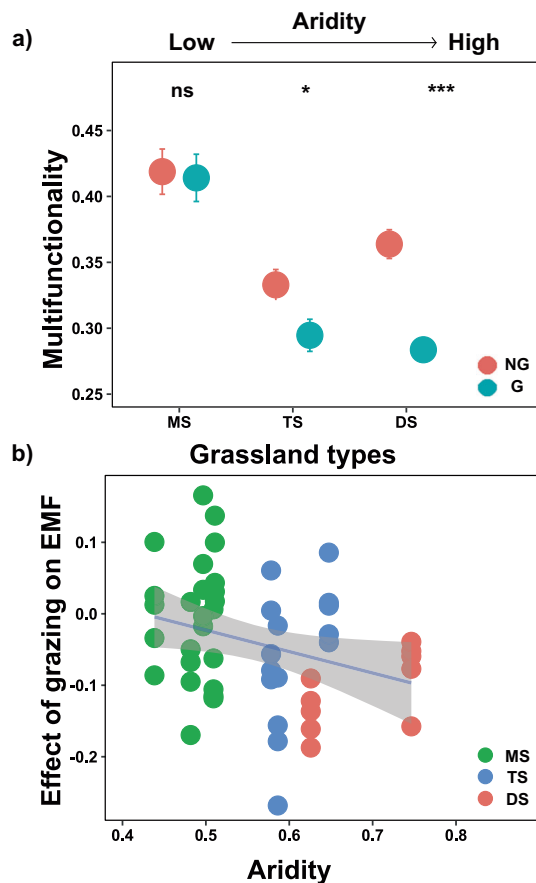 a)
Aridity
Low High
ns * ***
Multifunctionality
0.45
0.40
0.35
0.30
0.25
NG
G
MS TS DS
Grassland types
b)
Effect of grazing on EMF
0.1
0.0
-0.1
-0.2
MS
TS
DS
0.4 0.5 0.6 0.7 0.8
Aridity